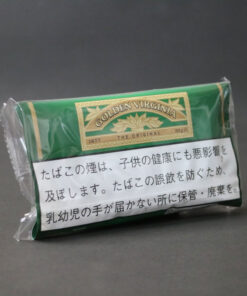 GOLDEN VIRGINIA
1877 THE ORIGINAL
たばこの煙は、子供の健康にも悪影響を
及ぼします。たばこの誤飲を防ぐため、
乳幼児の手が届かない所に保管・廃棄を。